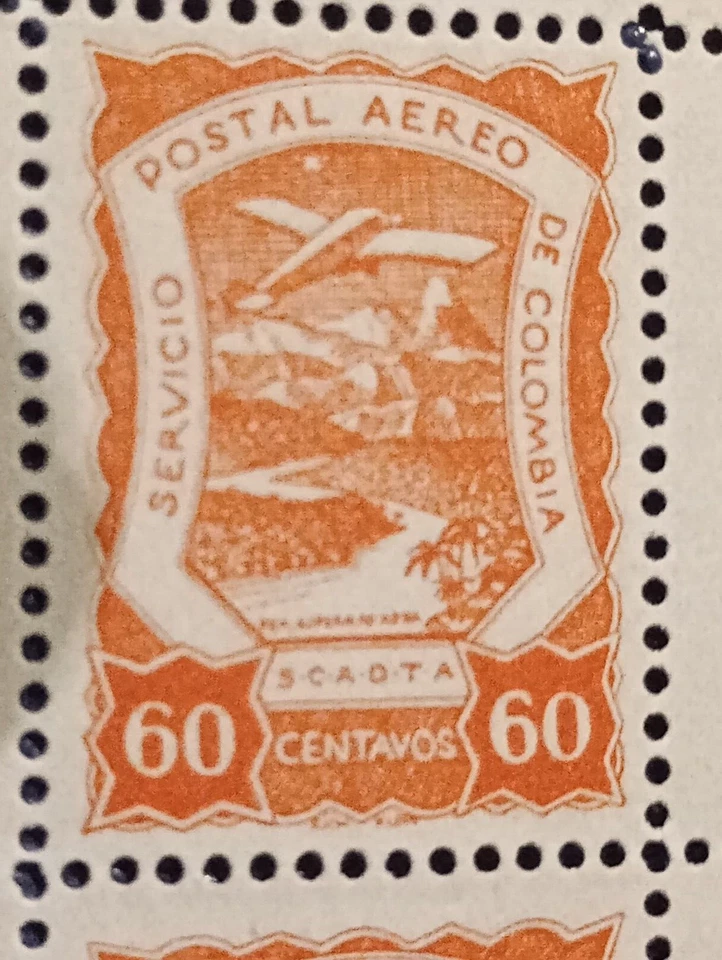 SERVICIO POSTAL AEREO DE COLOMBIA
S·C·A·D·T·A
60 CENTAVOS 60